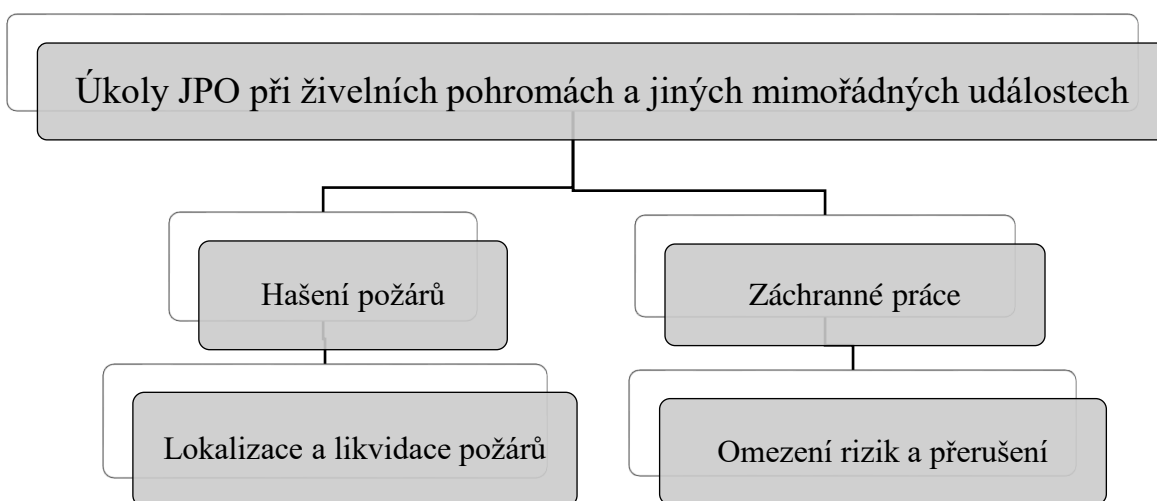 Úkoly JPO při živelních pohromách a jiných mimořádných událostech
Hašení požárů
Záchranné práce
Lokalizace a likvidace požárů
Omezení rizik a přerušení